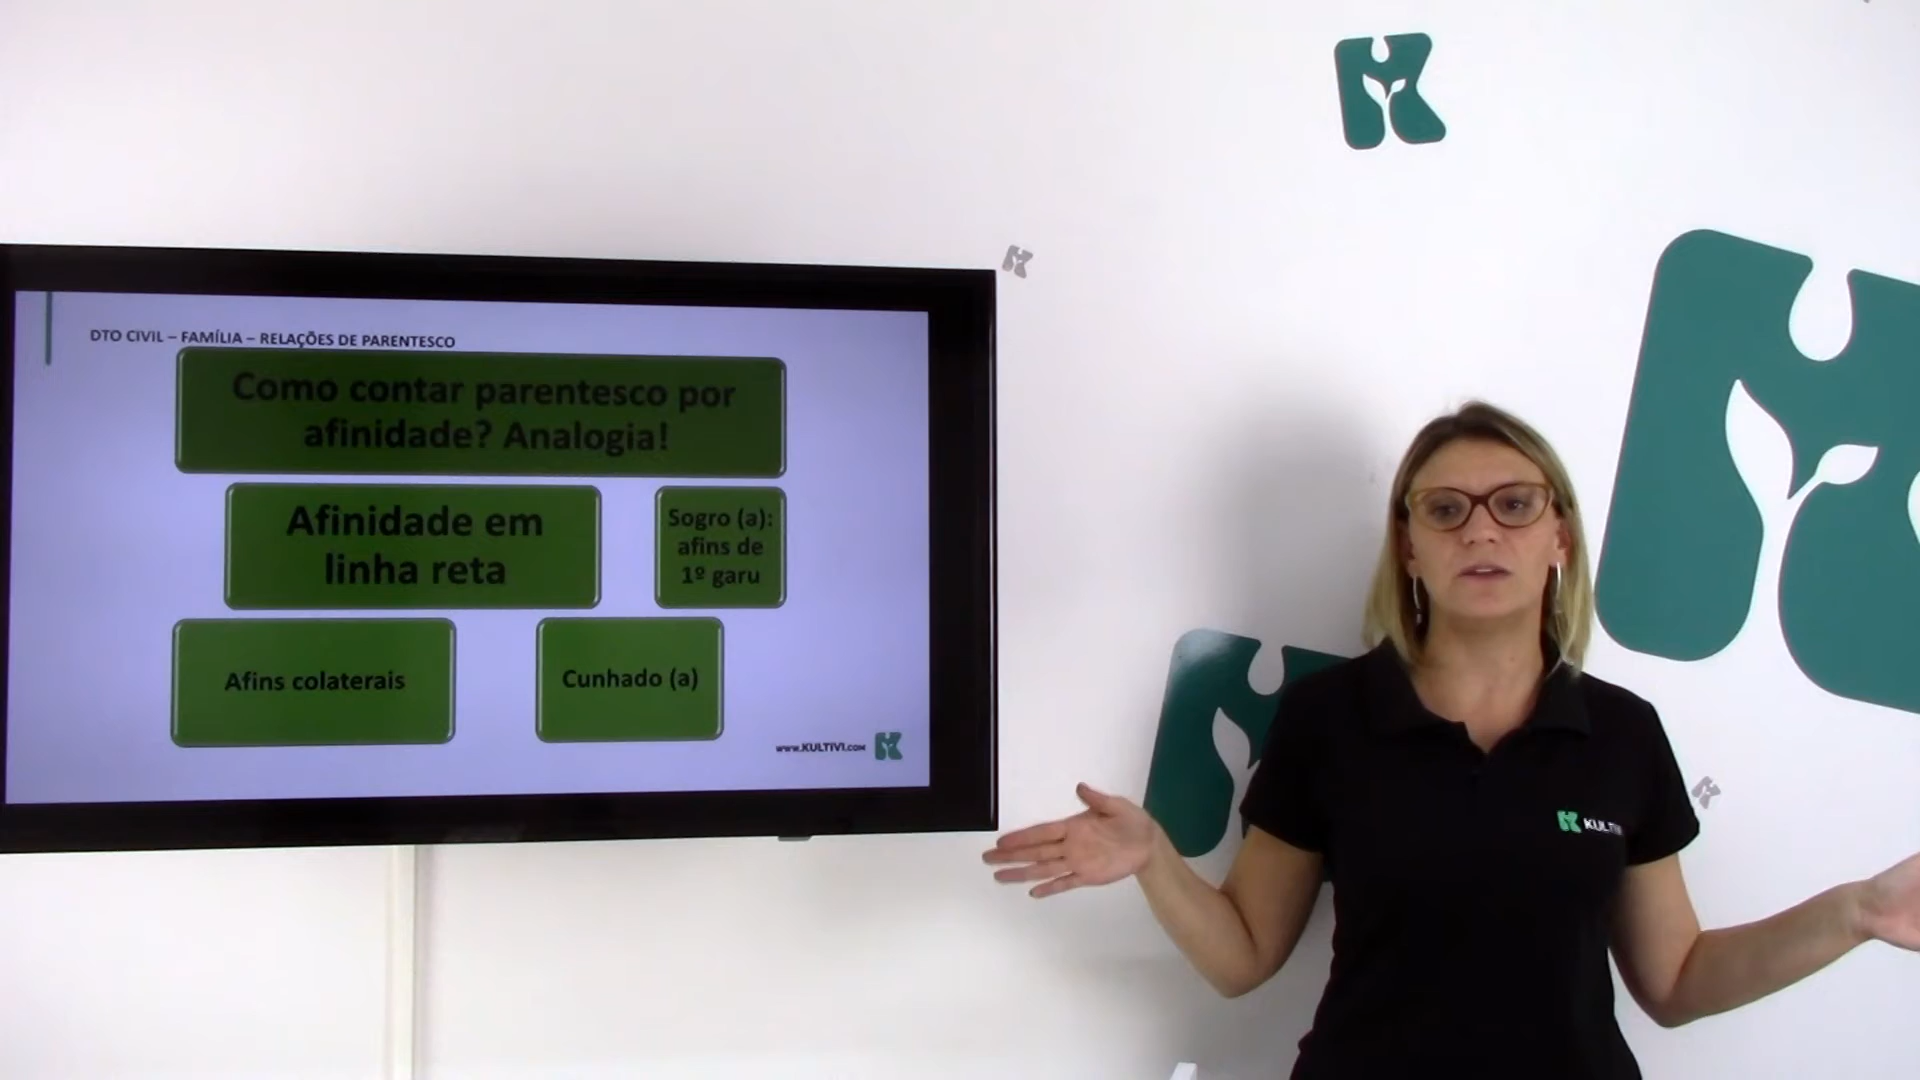 DTO CIVIL – FAMÍLIA – RELAÇÕES DE PARENTESCO
Como contar parentesco por
afinidade? Analogia!
Afinidade em
linha reta
Sogro (a):
afins de
1º garu
Afins colaterais
Cunhado (a)
www.KULTIVI.COM
KULTIVI